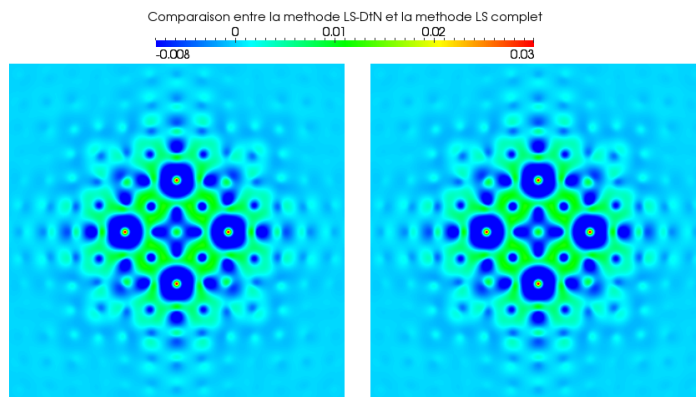 Comparaison entre la methode LS-DtN et la methode LS complet
0 0.01 0.02
-0.008 0.03